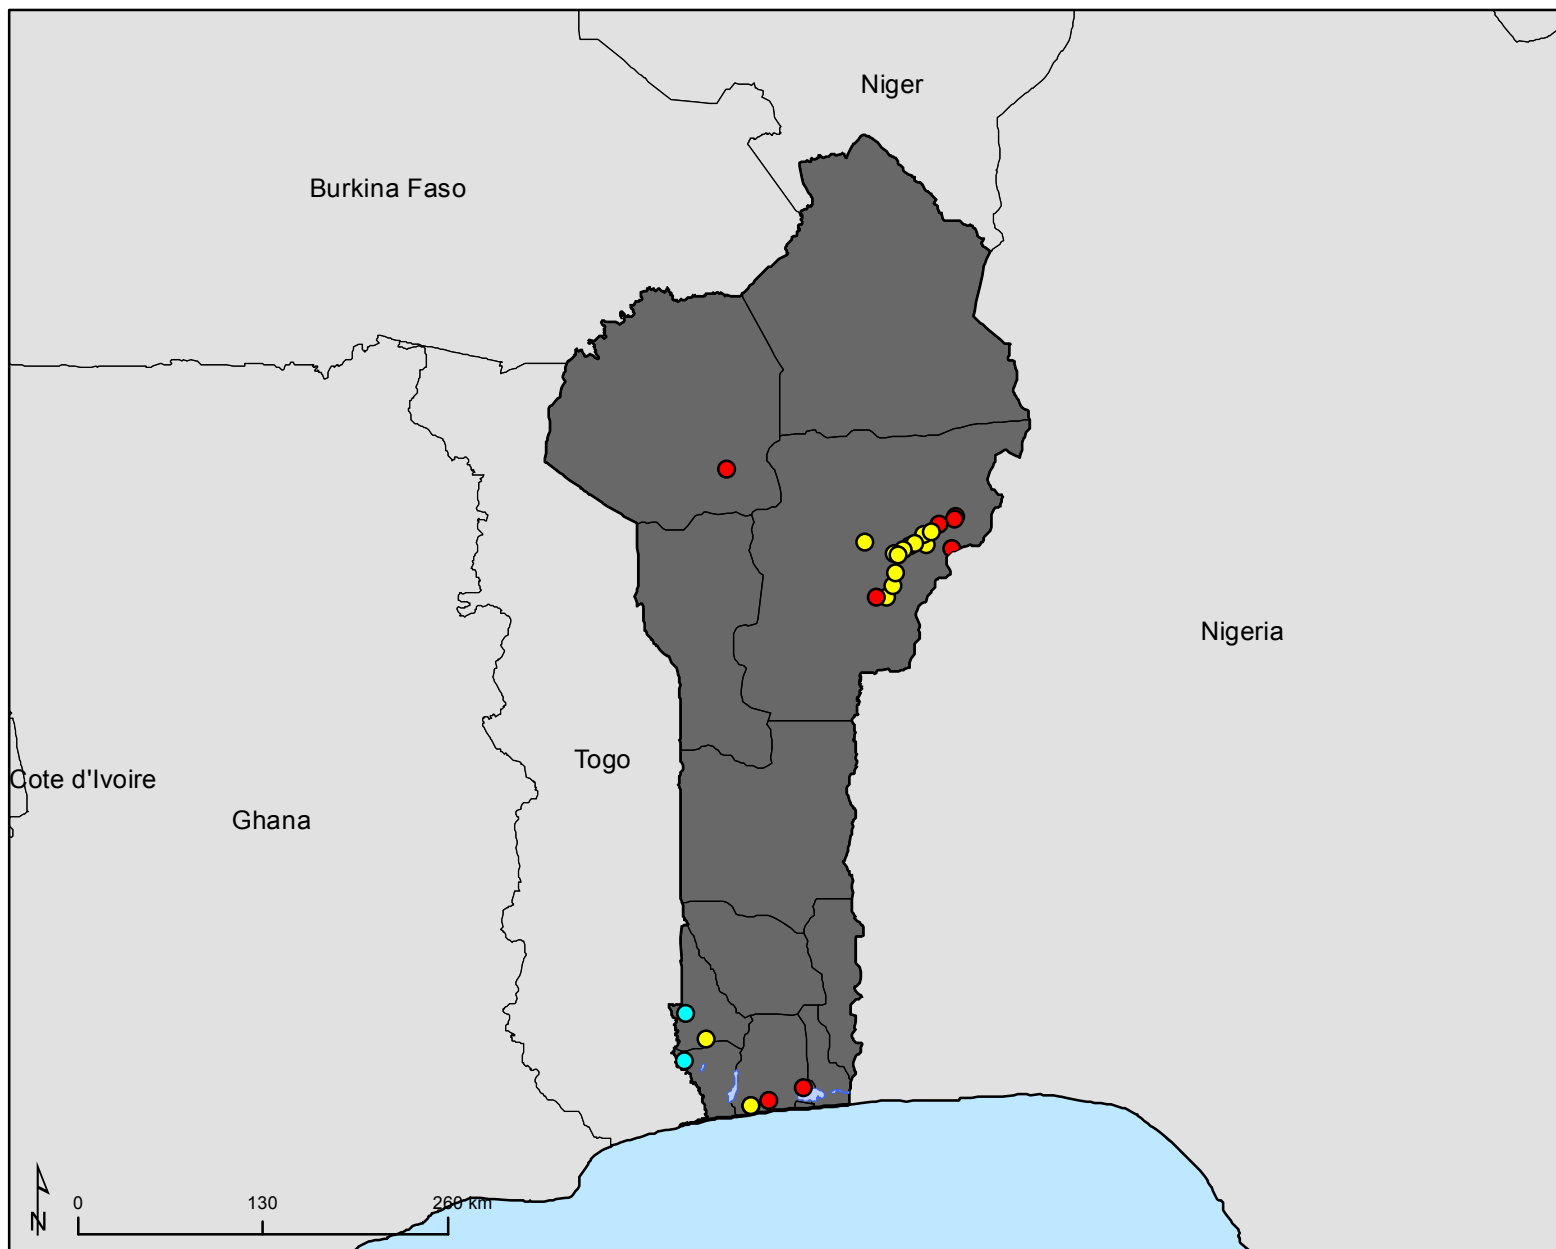 Niger
Burkina Faso
Nigeria
Togo
Cote d'Ivoire
Ghana
0 130 260 km
N